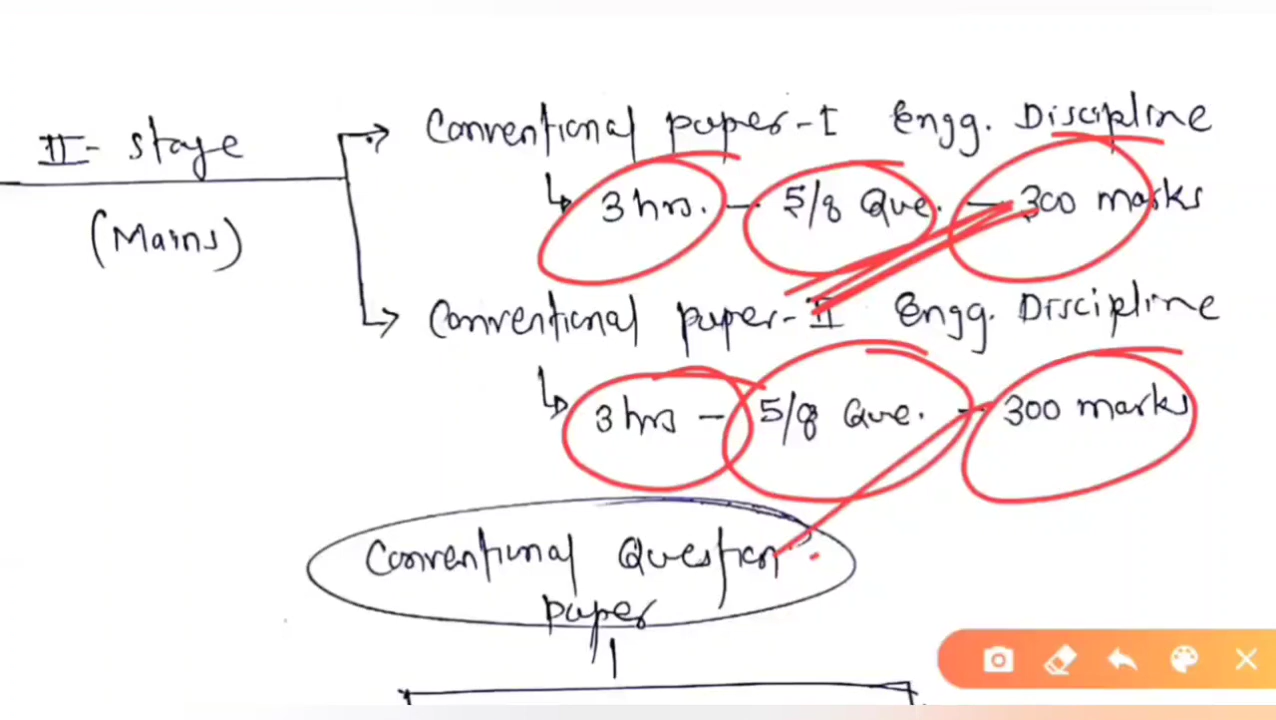 II- stage
(Mains)
Conventional paper-I Engg. Discipline
3 hrs. - 5/8 Que. - 300 marks
Conventional paper-II Engg. Discipline
3 hrs - 5/8 Que. - 300 marks
Conventional Question
paper